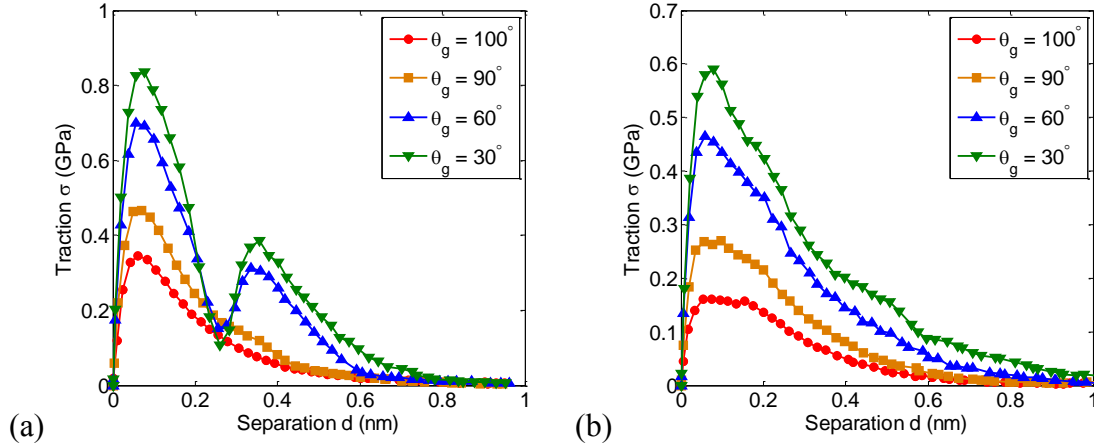 1
0.8
0.6
0.4
0.2
0
0
0.2
0.4
0.6
0.8
1
Traction σ (GPa)
Separation d (nm)
θg = 100°
θg = 90°
θg = 60°
θg = 30°
(a)
0.7
0.6
0.5
0.4
0.3
0.2
0.1
0
0
0.2
0.4
0.6
0.8
1
Traction σ (GPa)
Separation d (nm)
θg = 100°
θg = 90°
θg = 60°
θg = 30°
(b)